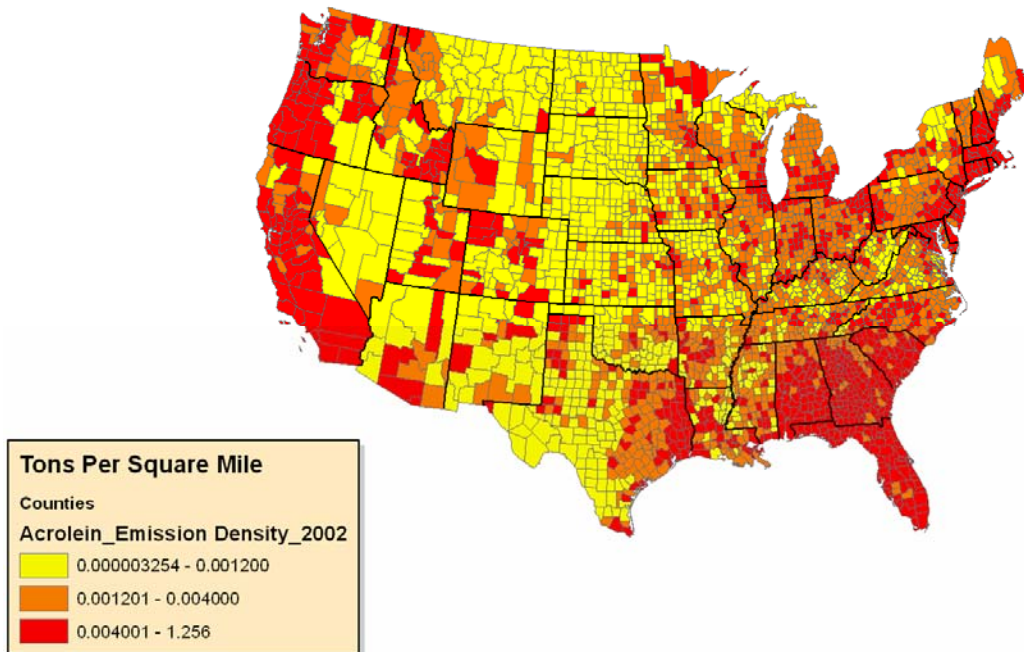 Tons Per Square Mile
Counties
Acrolein_Emission Density_2002
0.000003254 - 0.001200
0.001201 - 0.004000
0.004001 - 1.256